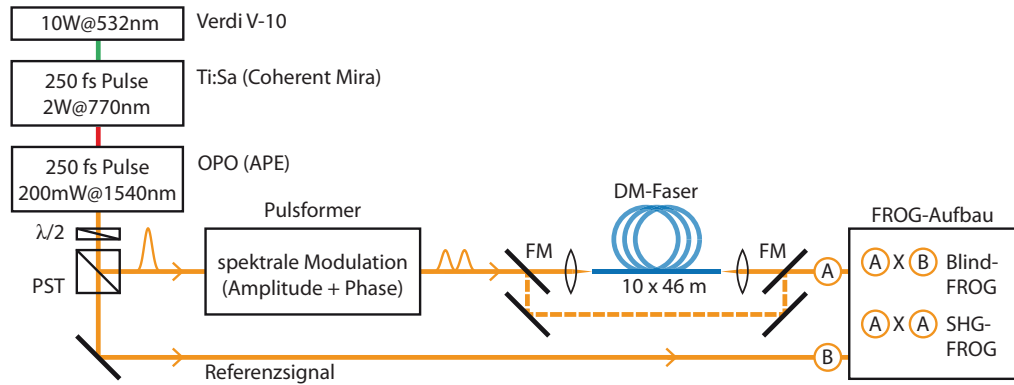 10W@532nm
Verdi V-10
250 fs Pulse
2W@770nm
Ti:Sa (Coherent Mira)
250 fs Pulse
200mW@1540nm
OPO (APE)
λ/2
PST
Pulsformer
spektrale Modulation
(Amplitude + Phase)
FM
DM-Faser
10 x 46 m
FM
FROG-Aufbau
A
A X B Blind-
FROG
A X A SHG-
FROG
B
Referenzsignal